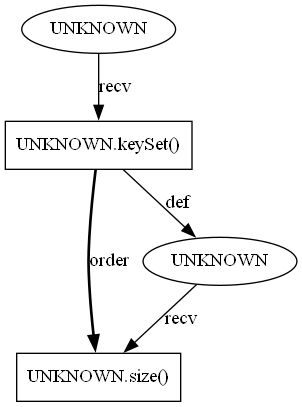 UNKNOWN
recv
UNKNOWN.keySet()
def
order
UNKNOWN
recv
UNKNOWN.size()